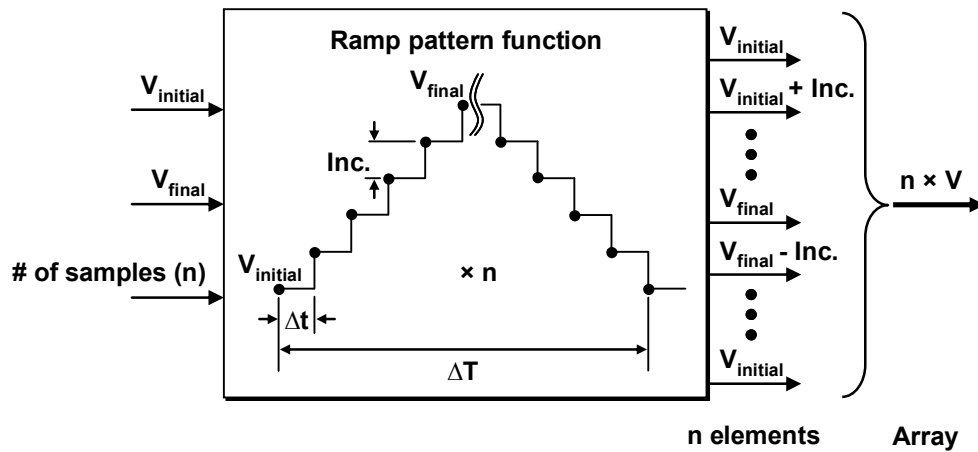 Ramp pattern function
V_initial
V_final
# of samples (n)
V_final
Inc.
V_initial
× n
Δt
ΔT
V_initial
V_initial + Inc.
V_final
V_final - Inc.
V_initial
n × V
n elements
Array